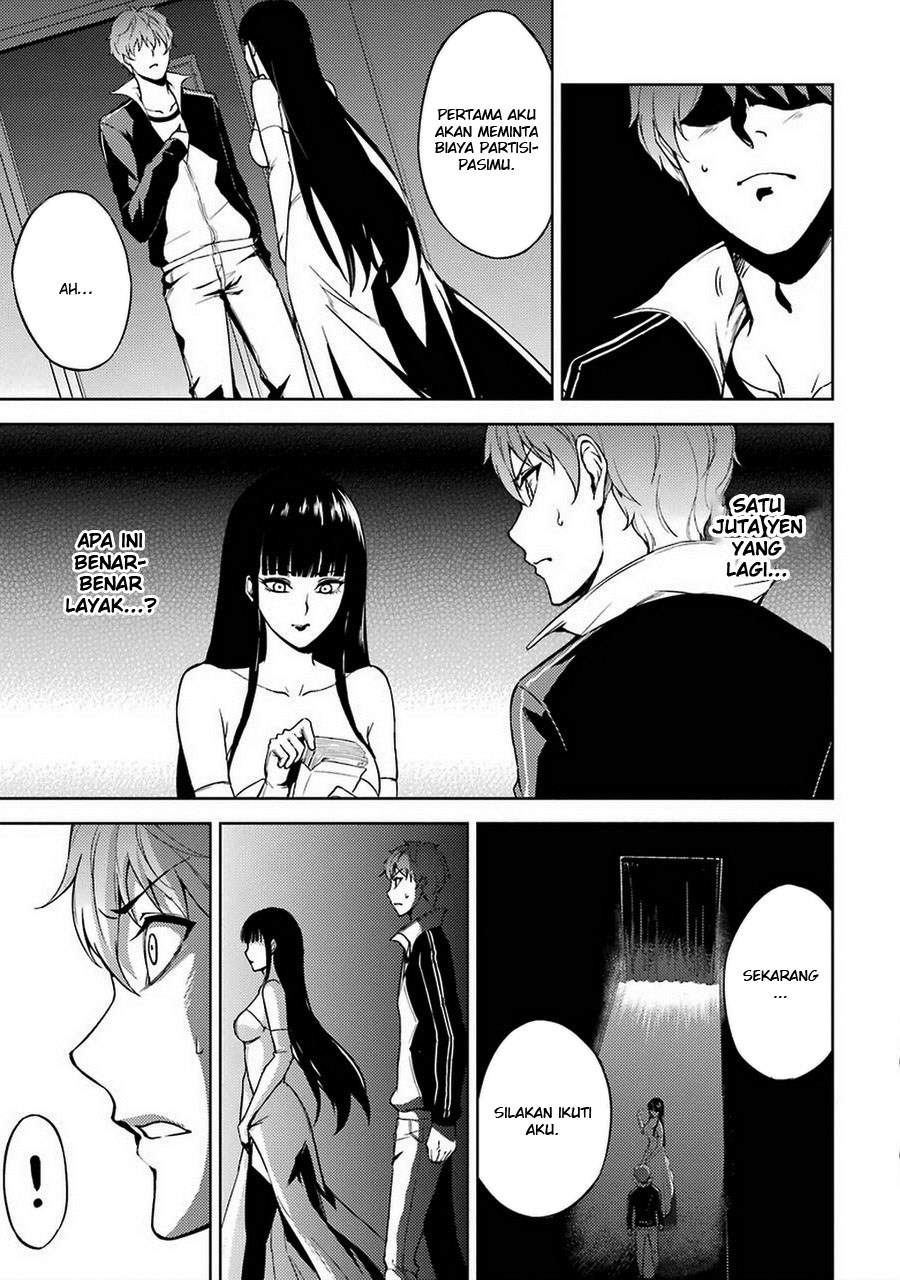 PERTAMA AKU
AKAN MEMINTA
BIAYA PARTISI-
PASIMU.
AH...
SATU
JUTA YEN
YANG
LAGI...
APA INI
BENAR-
BENAR
LAYAK...?
SEKARANG
...
SILAKAN IKUTI
AKU.
!